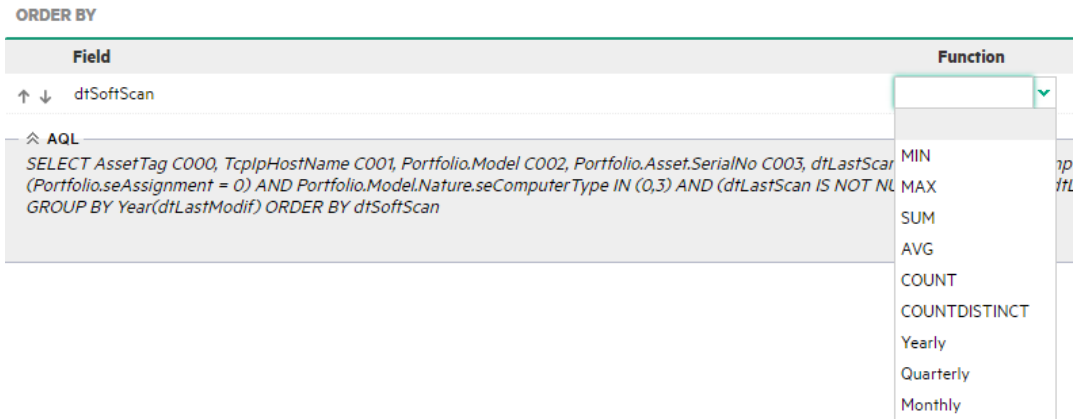 ORDER BY
Field Function
dtSoftScan
AQL
SELECT AssetTag C000, TcpIpHostName C001, Portfolio.Model C002, Portfolio.Asset.SerialNo C003, dtLastScan
(Portfolio.seAssignment = 0) AND Portfolio.Model.Nature.seComputerType IN (0,3) AND (dtLastScan IS NOT
GROUP BY Year(dtLastModif) ORDER BY dtSoftScan
MIN
MAX
SUM
AVG
COUNT
COUNTDISTINCT
Yearly
Quarterly
Monthly